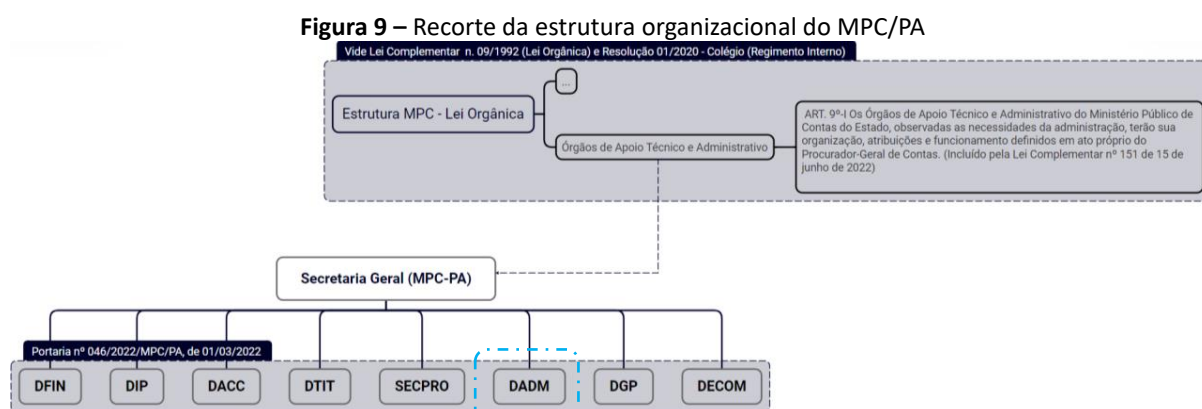 Figura 9 – Recorte da estrutura organizacional do MPC/PA
Vide Lei Complementar n. 09/1992 (Lei Orgânica) e Resolução 01/2020 - Colégio (Regimento Interno)
...
Estrutura MPC - Lei Orgânica
Órgãos de Apoio Técnico e Administrativo
ART. 9º-I Os Órgãos de Apoio Técnico e Administrativo do Ministério Público de
Contas do Estado, observadas as necessidades da administração, terão sua
organização, atribuições e funcionamento definidos em ato próprio do
Procurador-Geral de Contas. (Incluído pela Lei Complementar nº 151 de 15 de
junho de 2022)
Secretaria Geral (MPC-PA)
Portaria nº 046/2022/MPC/PA, de 01/03/2022
DFIN
DIP
DACC
DTIT
SECPRO
DADM
DGP
DECOM